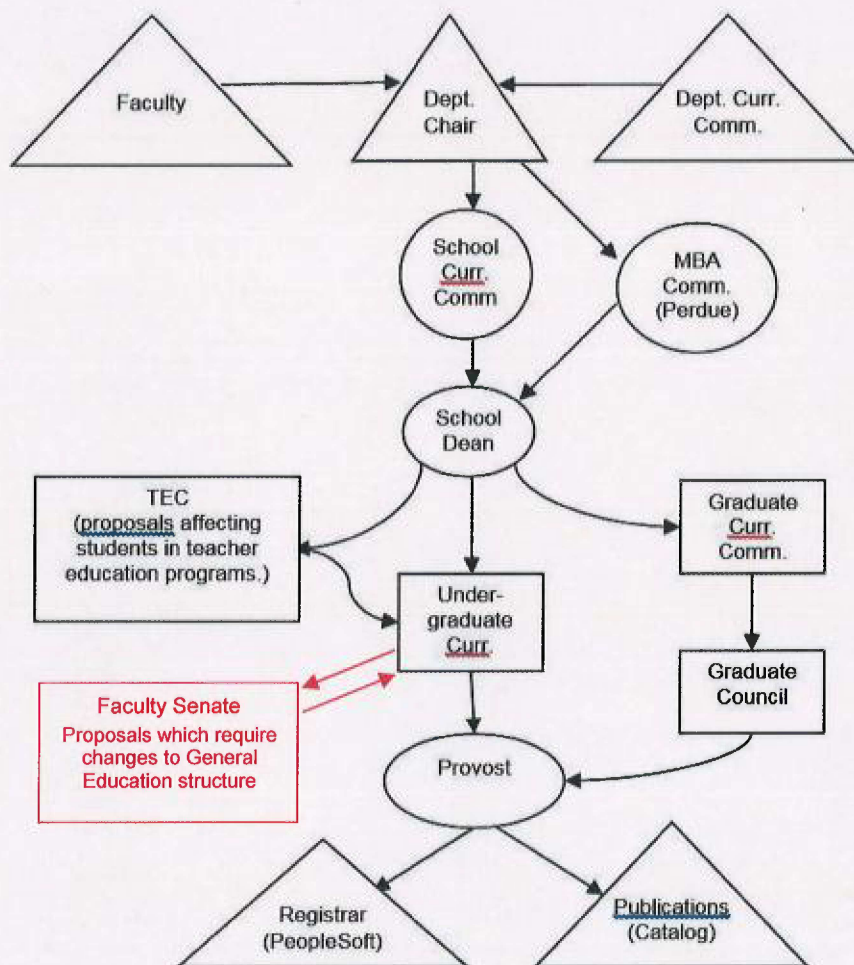 Faculty
Dept.
Chair
Dept. Curr.
Comm.
School
Curr.
Comm
MBA
Comm.
(Perdue)
School
Dean
TEC
(proposals affecting
students in teacher
education programs.)
Graduate
Curr.
Comm.
Under-
graduate
Curr.
Graduate
Council
Faculty Senate
Proposals which require
changes to General
Education structure
Provost
Registrar
(PeopleSoft)
Publications
(Catalog)